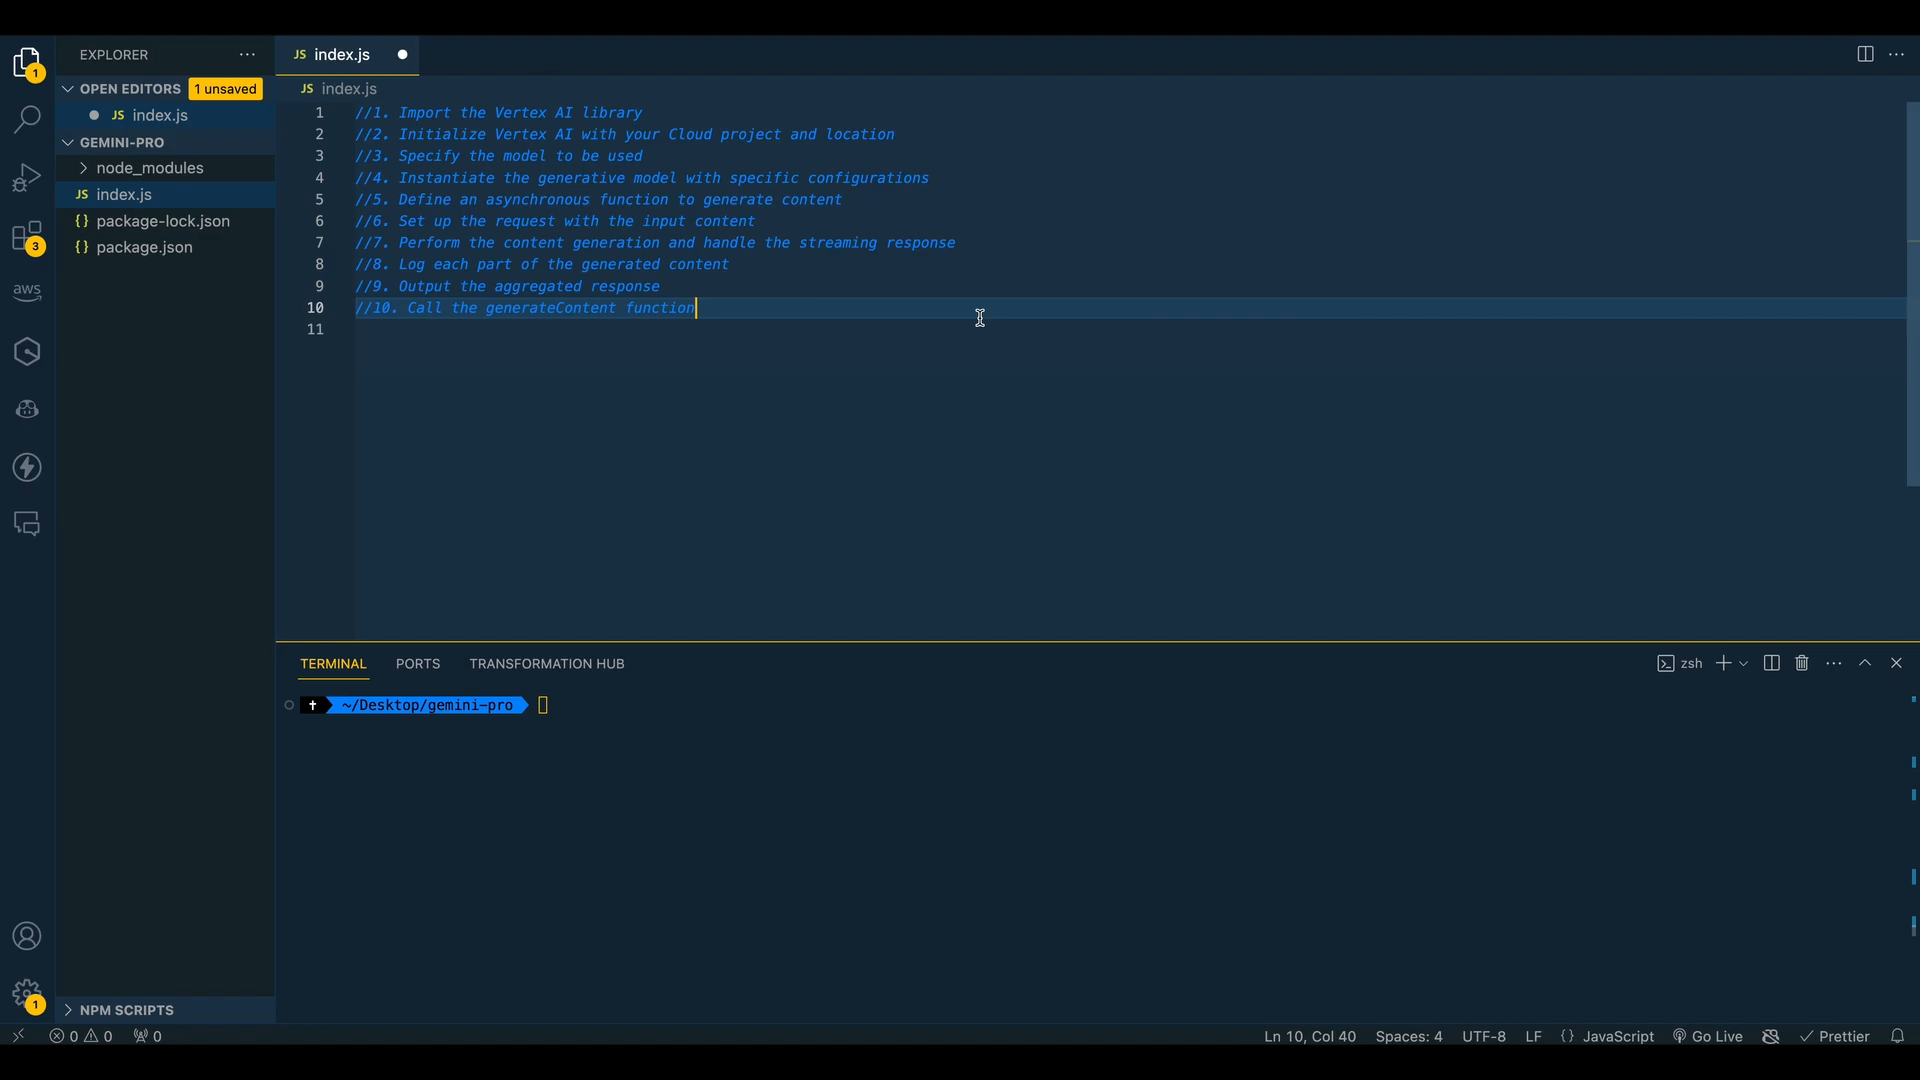 EXPLORER
OPEN EDITORS 1 unsaved
JS index.js
GEMINI-PRO
node_modules
JS index.js
{} package-lock.json
{} package.json
NPM SCRIPTS
1
3
aws
1
JS index.js
JS index.js
1 //1. Import the Vertex AI library
2 //2. Initialize Vertex AI with your Cloud project and location
3 //3. Specify the model to be used
4 //4. Instantiate the generative model with specific configurations
5 //5. Define an asynchronous function to generate content
6 //6. Set up the request with the input content
7 //7. Perform the content generation and handle the streaming response
8 //8. Log each part of the generated content
9 //9. Output the aggregated response
10 //10. Call the generateContent function
11
TERMINAL PORTS TRANSFORMATION HUB
zsh
~/Desktop/gemini-pro
0 0 0
Ln 10, Col 40 Spaces: 4 UTF-8 LF {} JavaScript Go Live Prettier